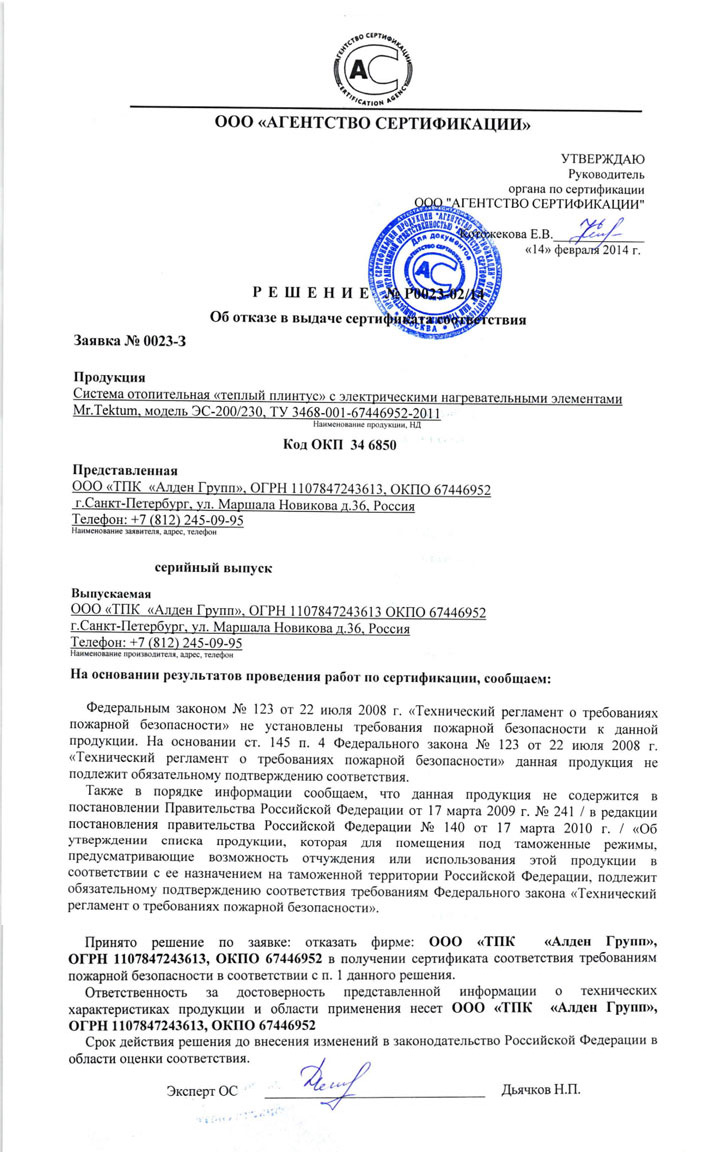 АГЕНТСТВО СЕРТИФИКАЦИИ
АС
CERTIFICATION AGENCY
ООО «АГЕНТСТВО СЕРТИФИКАЦИИ»
УТВЕРЖДАЮ
Руководитель
органа по сертификации
ООО "АГЕНТСТВО СЕРТИФИКАЦИИ"
Е.В.
«14» февраля 2014 г.
Для документов
АС
МОСКВА
Р Е Ш Е Н И Е № Р0023-02/14
Об отказе в выдаче сертификата соответствия
Заявка № 0023-З
Продукция
Система отопительная «теплый плинтус» с электрическими нагревательными элементами
Mr.Tektum, модель ЭС-200/230, ТУ 3468-001-67446952-2011
Наименование продукции, НД
Код ОКП 34 6850
Представленная
ООО «ТПК «Алден Групп», ОГРН 1107847243613, ОКПО 67446952
г.Санкт-Петербург, ул. Маршала Новикова д.36, Россия
Телефон: +7 (812) 245-09-95
Наименование заявителя, адрес, телефон
серийный выпуск
Выпускаемая
ООО «ТПК «Алден Групп», ОГРН 1107847243613 ОКПО 67446952
г.Санкт-Петербург, ул. Маршала Новикова д.36, Россия
Телефон: +7 (812) 245-09-95
Наименование производителя, адрес, телефон
На основании результатов проведения работ по сертификации, сообщаем:
Федеральным законом № 123 от 22 июля 2008 г. «Технический регламент о требованиях
пожарной безопасности» не установлены требования пожарной безопасности к данной
продукции. На основании ст. 145 п. 4 Федерального закона № 123 от 22 июля 2008 г.
«Технический регламент о требованиях пожарной безопасности» данная продукция не
подлежит обязательному подтверждению соответствия.
Также в порядке информации сообщаем, что данная продукция не содержится в
постановлении Правительства Российской Федерации от 17 марта 2009 г. № 241 / в редакции
постановления правительства Российской Федерации № 140 от 17 марта 2010 г. / «Об
утверждении списка продукции, которая для помещения под таможенные режимы,
предусматривающие возможность отчуждения или использования этой продукции в
соответствии с ее назначением на таможенной территории Российской Федерации, подлежит
обязательному подтверждению соответствия требованиям Федерального закона «Технический
регламент о требованиях пожарной безопасности».
Принято решение по заявке: отказать фирме: ООО «ТПК «Алден Групп»,
ОГРН 1107847243613, ОКПО 67446952 в получении сертификата соответствия требованиям
пожарной безопасности в соответствии с п. 1 данного решения.
Ответственность за достоверность представленной информации о технических
характеристиках продукции и области применения несет ООО «ТПК «Алден Групп»,
ОГРН 1107847243613, ОКПО 67446952
Срок действия решения до внесения изменений в законодательство Российской Федерации в
области оценки соответствия.
Эксперт ОС Дьячков Н.П.